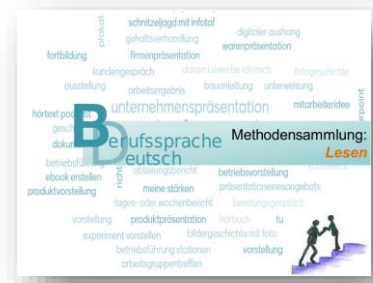 plakat
schnitzeljagd mit infotaf
gehaltsverhandlung
digitaler aushang
warenpräsentation
fortbildung
firmenpräsentation
kundengespräch
darum bewerbe ich mich
fotogeschichte
ausstellung
arbeitsergebnis
bauanleitung
unterweisung
hörtext podcast
unternehmenspräsentation
mitarbeiteridee
Berufssprache
Deutsch
Methodensammlung:
Lesen
ebook erstellen
abteilungsbericht
betriebsvorstellung
produktvorstellung
meine stärken
präsentationeinesangebots
tages- oder wochenbericht
beratungsgespräch
vorstellung
produktpräsentation
hörbuch
tu
experiment vorstellen
bildergeschichte mit foto
betriebsführung stationen
vorstellung
arbeitsgruppentreffen